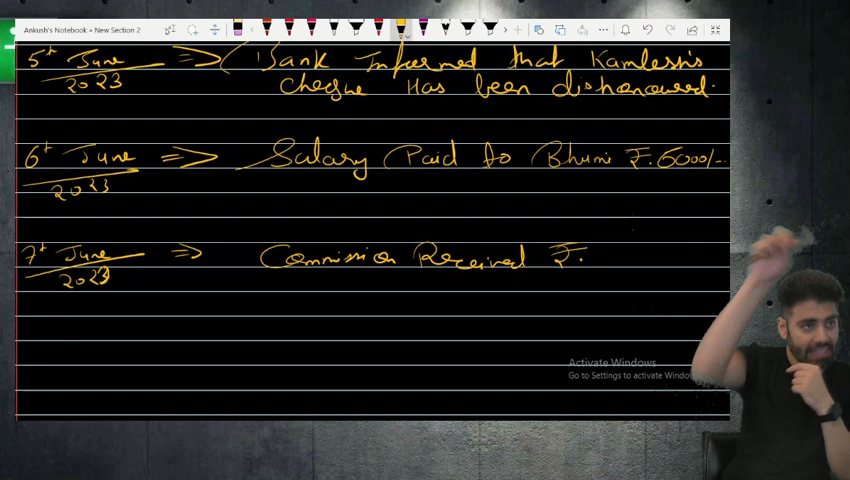 Ankush's Notebook » New Section 2
5th June 2023 => ( Bank Informed that Kamlesh's
cheque Has been dishonoured.
6th June 2023 => Salary Paid to Bhumi ₹.6000/-
7th June 2023 => Commission Received ₹.
Activate Windows
Go to Settings to activate Windo